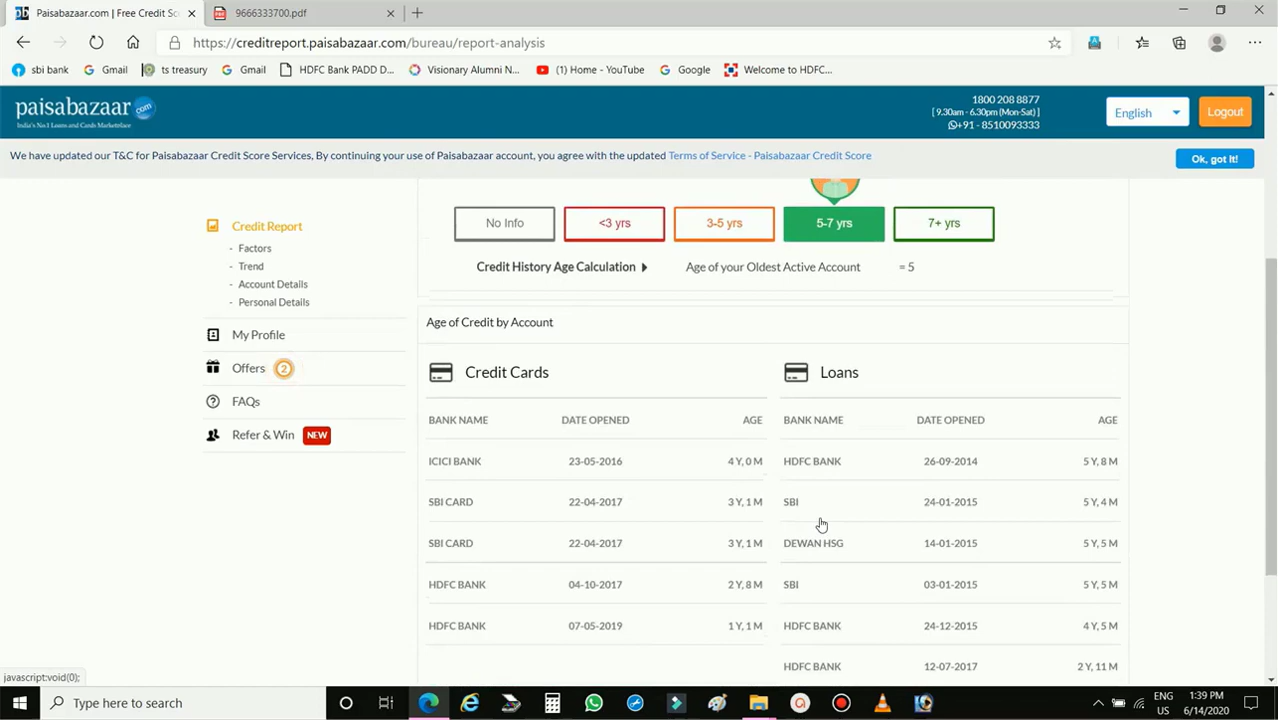 Paisabazaar.com | Free Credit Sc
9666333700.pdf
https://creditreport.paisabazaar.com/bureau/report-analysis
sbi bank
Gmail
ts treasury
Gmail
HDFC Bank PADD D...
Visionary Alumni N...
(1) Home - YouTube
Google
Welcome to HDFC...
paisabazaar.com
India's No.1 Loans and Cards Marketplace
1800 208 8877
[ 9.30am - 6.30pm (Mon-Sat) ]
+91 - 8510093333
English
Logout
We have updated our T&C for Paisabazaar Credit Score Services, By continuing your use of Paisabazaar account, you agree with the updated Terms of Service - Paisabazaar Credit Score
Ok, got it!
Credit Report
- Factors
- Trend
- Account Details
- Personal Details
My Profile
Offers 2
FAQs
Refer & Win NEW
No Info
<3 yrs
3-5 yrs
5-7 yrs
7+ yrs
Credit History Age Calculation
Age of your Oldest Active Account = 5
Age of Credit by Account
Credit Cards
BANK NAME DATE OPENED AGE
ICICI BANK 23-05-2016 4 Y, 0 M
SBI CARD 22-04-2017 3 Y, 1 M
SBI CARD 22-04-2017 3 Y, 1 M
HDFC BANK 04-10-2017 2 Y, 8 M
HDFC BANK 07-05-2019 1 Y, 1 M
Loans
BANK NAME DATE OPENED AGE
HDFC BANK 26-09-2014 5 Y, 8 M
SBI 24-01-2015 5 Y, 4 M
DEWAN HSG 14-01-2015 5 Y, 5 M
SBI 03-01-2015 5 Y, 5 M
HDFC BANK 24-12-2015 4 Y, 5 M
HDFC BANK 12-07-2017 2 Y, 11 M
javascript:void(0);
Type here to search
ENG
US
1:39 PM
6/14/2020